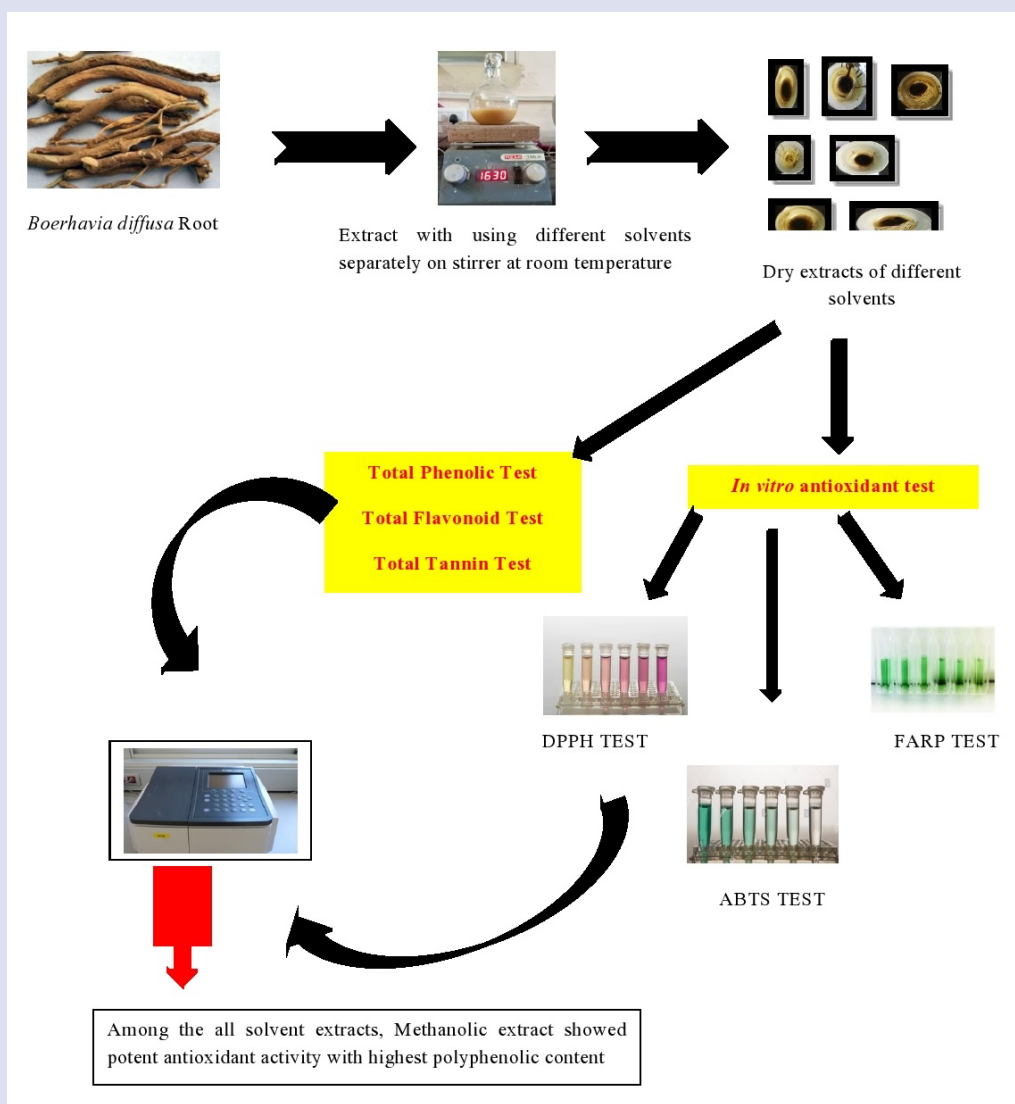 Boerhavia diffusa Root
1630
Extract with using different solvents
separately on stirrer at room temperature
Dry extracts of different
solvents
Total Phenolic Test
Total Flavonoid Test
Total Tannin Test
In vitro antioxidant test
DPPH TEST
FARP TEST
ABTS TEST
Among the all solvent extracts, Methanolic extract showed
potent antioxidant activity with highest polyphenolic content